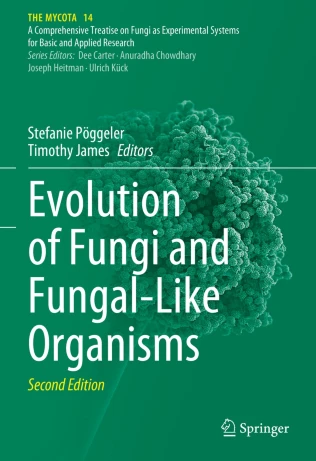 THE MYCOTA 14
A Comprehensive Treatise on Fungi as Experimental Systems
for Basic and Applied Research
Series Editors: Dee Carter · Anuradha Chowdhary
Joseph Heitman · Ulrich Kück
Stefanie Pöggeler
Timothy James Editors
Evolution
of Fungi and
Fungal-Like
Organisms
Second Edition
Springer